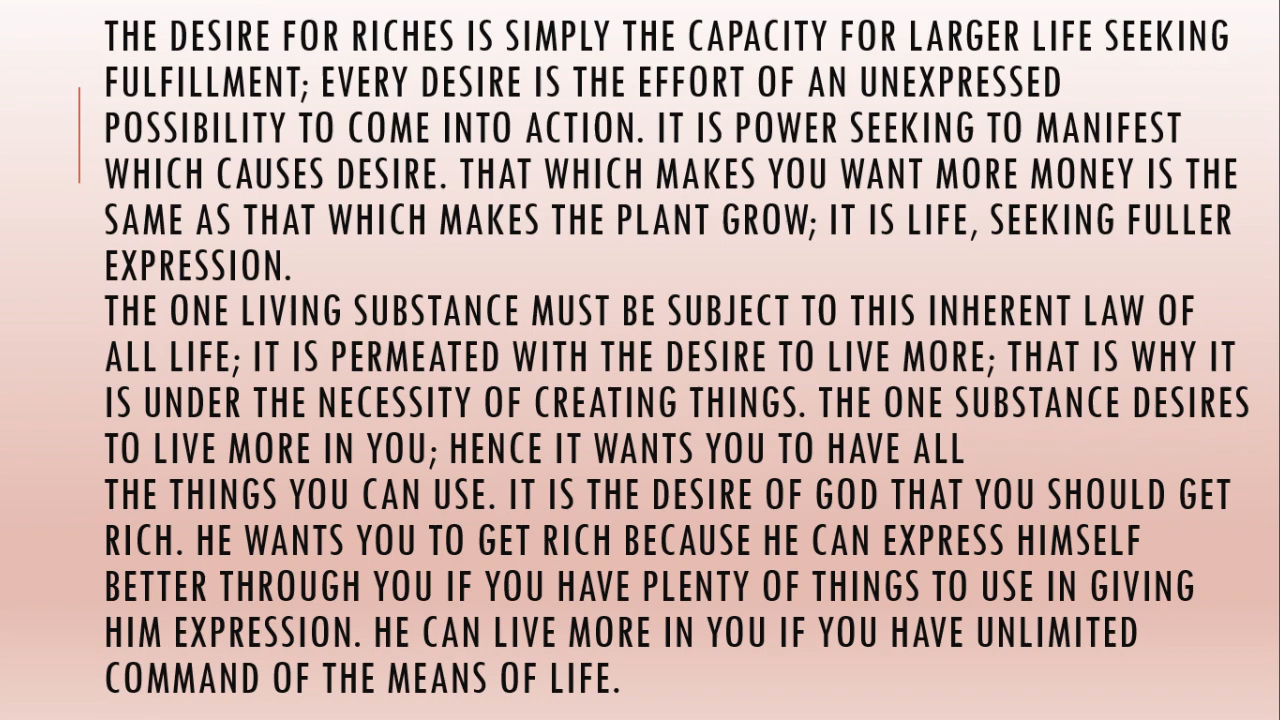 THE DESIRE FOR RICHES IS SIMPLY THE CAPACITY FOR LARGER LIFE SEEKING
FULFILLMENT; EVERY DESIRE IS THE EFFORT OF AN UNEXPRESSED
POSSIBILITY TO COME INTO ACTION. IT IS POWER SEEKING TO MANIFEST
WHICH CAUSES DESIRE. THAT WHICH MAKES YOU WANT MORE MONEY IS THE
SAME AS THAT WHICH MAKES THE PLANT GROW; IT IS LIFE, SEEKING FULLER
EXPRESSION.
THE ONE LIVING SUBSTANCE MUST BE SUBJECT TO THIS INHERENT LAW OF
ALL LIFE; IT IS PERMEATED WITH THE DESIRE TO LIVE MORE; THAT IS WHY IT
IS UNDER THE NECESSITY OF CREATING THINGS. THE ONE SUBSTANCE DESIRES
TO LIVE MORE IN YOU; HENCE IT WANTS YOU TO HAVE ALL
THE THINGS YOU CAN USE. IT IS THE DESIRE OF GOD THAT YOU SHOULD GET
RICH. HE WANTS YOU TO GET RICH BECAUSE HE CAN EXPRESS HIMSELF
BETTER THROUGH YOU IF YOU HAVE PLENTY OF THINGS TO USE IN GIVING
HIM EXPRESSION. HE CAN LIVE MORE IN YOU IF YOU HAVE UNLIMITED
COMMAND OF THE MEANS OF LIFE.